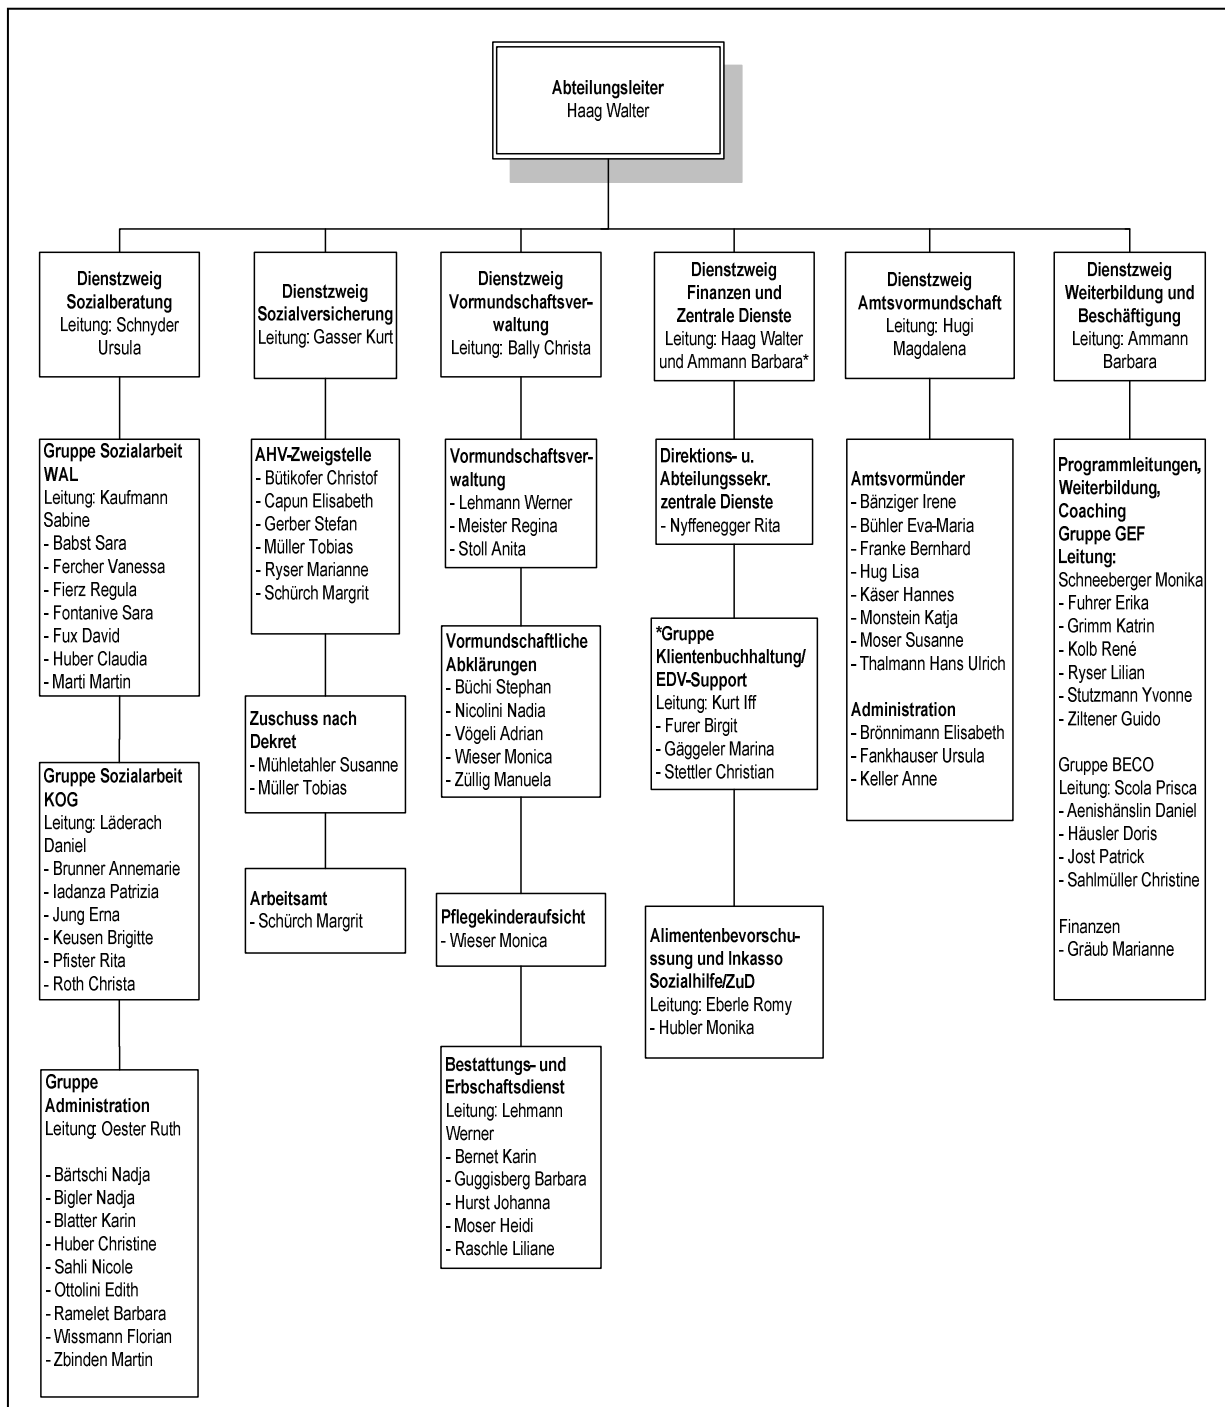 Abteilungsleiter
Haag Walter
Dienstzweig
Sozialberatung
Leitung: Schnyder
Ursula
Gruppe Sozialarbeit
WAL
Leitung: Kaufmann
Sabine
- Babst Sara
- Fercher Vanessa
- Fierz Regula
- Fontanive Sara
- Fux David
- Huber Claudia
- Marti Martin
Gruppe Sozialarbeit
KOG
Leitung: Läderach
Daniel
- Brunner Annemarie
- Iadanza Patrizia
- Jung Erna
- Keusen Brigitte
- Pfister Rita
- Roth Christa
Gruppe
Administration
Leitung: Oester Ruth
- Bärtschi Nadja
- Bigler Nadja
- Blatter Karin
- Huber Christine
- Sahli Nicole
- Ottolini Edith
- Ramelet Barbara
- Wissmann Florian
- Zbinden Martin
Dienstzweig
Sozialversicherung
Leitung: Gasser Kurt
AHV-Zweigstelle
- Bütikofer Christof
- Capun Elisabeth
- Gerber Stefan
- Müller Tobias
- Ryser Marianne
- Schürch Margrit
Zuschuss nach
Dekret
- Mühletahler Susanne
- Müller Tobias
Arbeitsamt
- Schürch Margrit
Dienstzweig
Vormundschaftsver-
waltung
Leitung: Bally Christa
Vormundschaftsver-
waltung
- Lehmann Werner
- Meister Regina
- Stoll Anita
Vormundschaftliche
Abklärungen
- Büchi Stephan
- Nicolini Nadia
- Vögeli Adrian
- Wieser Monica
- Züllig Manuela
Pflegekinderaufsicht
- Wieser Monica
Bestattungs- und
Erbschaftsdienst
Leitung: Lehmann
Werner
- Bernet Karin
- Guggisberg Barbara
- Hurst Johanna
- Moser Heidi
- Raschle Liliane
Dienstzweig
Finanzen und
Zentrale Dienste
Leitung: Haag Walter
und Ammann Barbara*
Direktions- u.
Abteilungssekr.
zentrale Dienste
- Nyffenegger Rita
*Gruppe
Klientenbuchhaltung/
EDV-Support
Leitung: Kurt Iff
- Furer Birgit
- Gäggeler Marina
- Stettler Christian
Alimentenbevorschu-
ssung und Inkasso
Sozialhilfe/ZuD
Leitung: Eberle Romy
- Hubler Monika
Dienstzweig
Amtsvormundschaft
Leitung: Hugi
Magdalena
Amtsvormünder
- Bänziger Irene
- Bühler Eva-Maria
- Franke Bernhard
- Hug Lisa
- Käser Hannes
- Monstein Katja
- Moser Susanne
- Thalmann Hans Ulrich
Administration
- Brönnimann Elisabeth
- Fankhauser Ursula
- Keller Anne
Dienstzweig
Weiterbildung und
Beschäftigung
Leitung: Ammann
Barbara
Programmleitungen,
Weiterbildung,
Coaching
Gruppe GEF
Leitung:
Schneeberger Monika
- Fuhrer Erika
- Grimm Katrin
- Kolb René
- Ryser Lilian
- Stutzmann Yvonne
- Ziltener Guido
Gruppe BECO
Leitung: Scola Prisca
- Aenishänslin Daniel
- Häusler Doris
- Jost Patrick
- Sahlmüller Christine
Finanzen
- Gräub Marianne